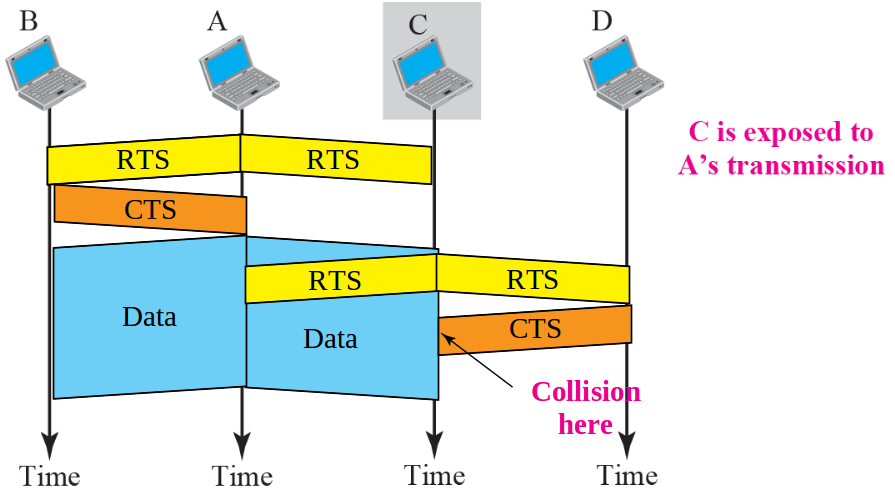 B
A
C
D
C is exposed to
A’s transmission
RTS
RTS
CTS
RTS
RTS
Data
Data
CTS
Collision
here
Time
Time
Time
Time